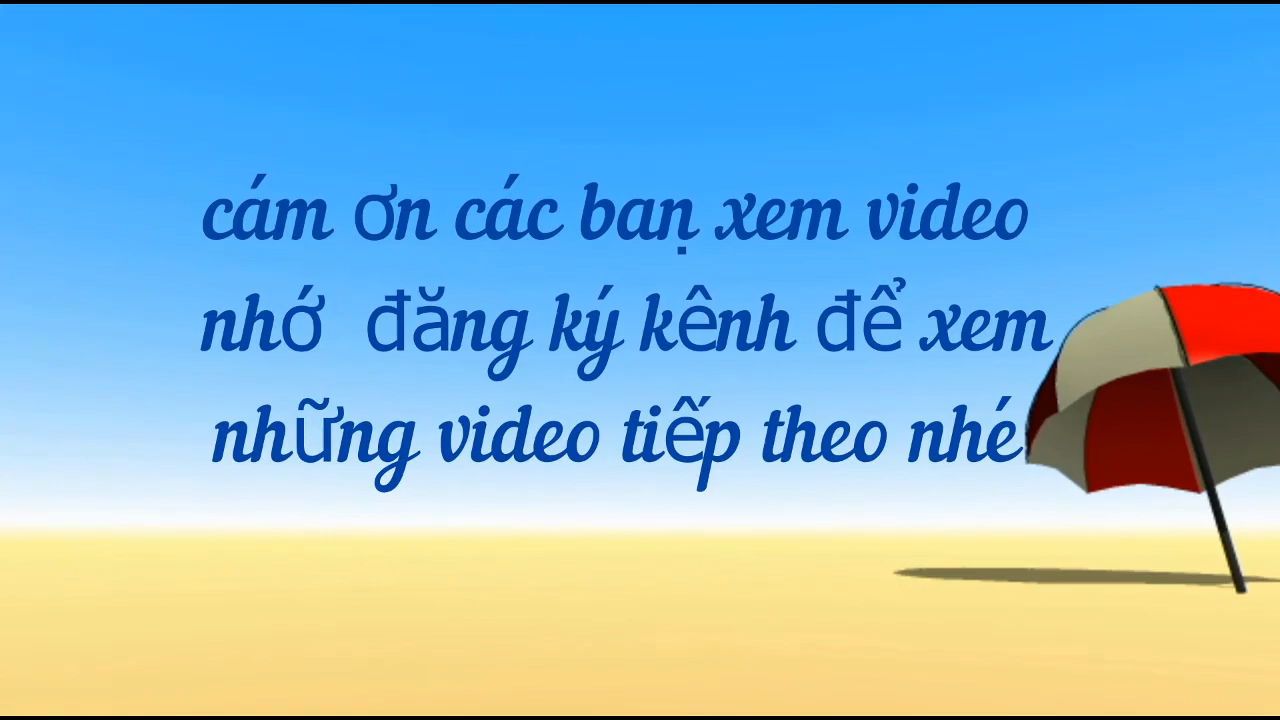 cám ơn các bạn xem video
nhớ đăng ký kênh để xem
những video tiếp theo nhé